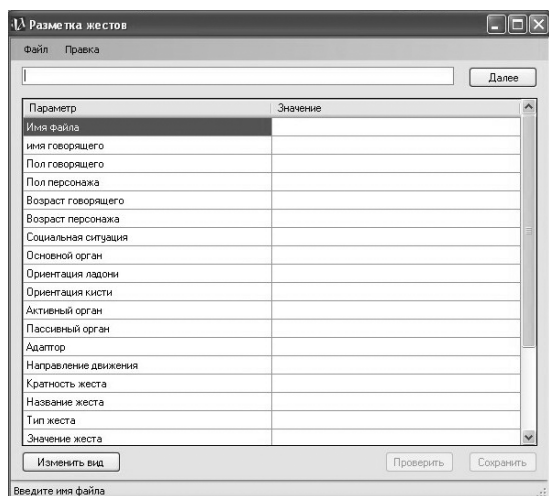 Разметка жестов
Файл Правка
Далее
Параметр Значение
Имя файла
имя говорящего
Пол говорящего
Пол персонажа
Возраст говорящего
Возраст персонажа
Социальная ситуация
Основной орган
Ориентация ладони
Ориентация кисти
Активный орган
Пассивный орган
Адаптор
Направление движения
Кратность жеста
Название жеста
Тип жеста
Значение жеста
Изменить вид Проверить Сохранить
Введите имя файла